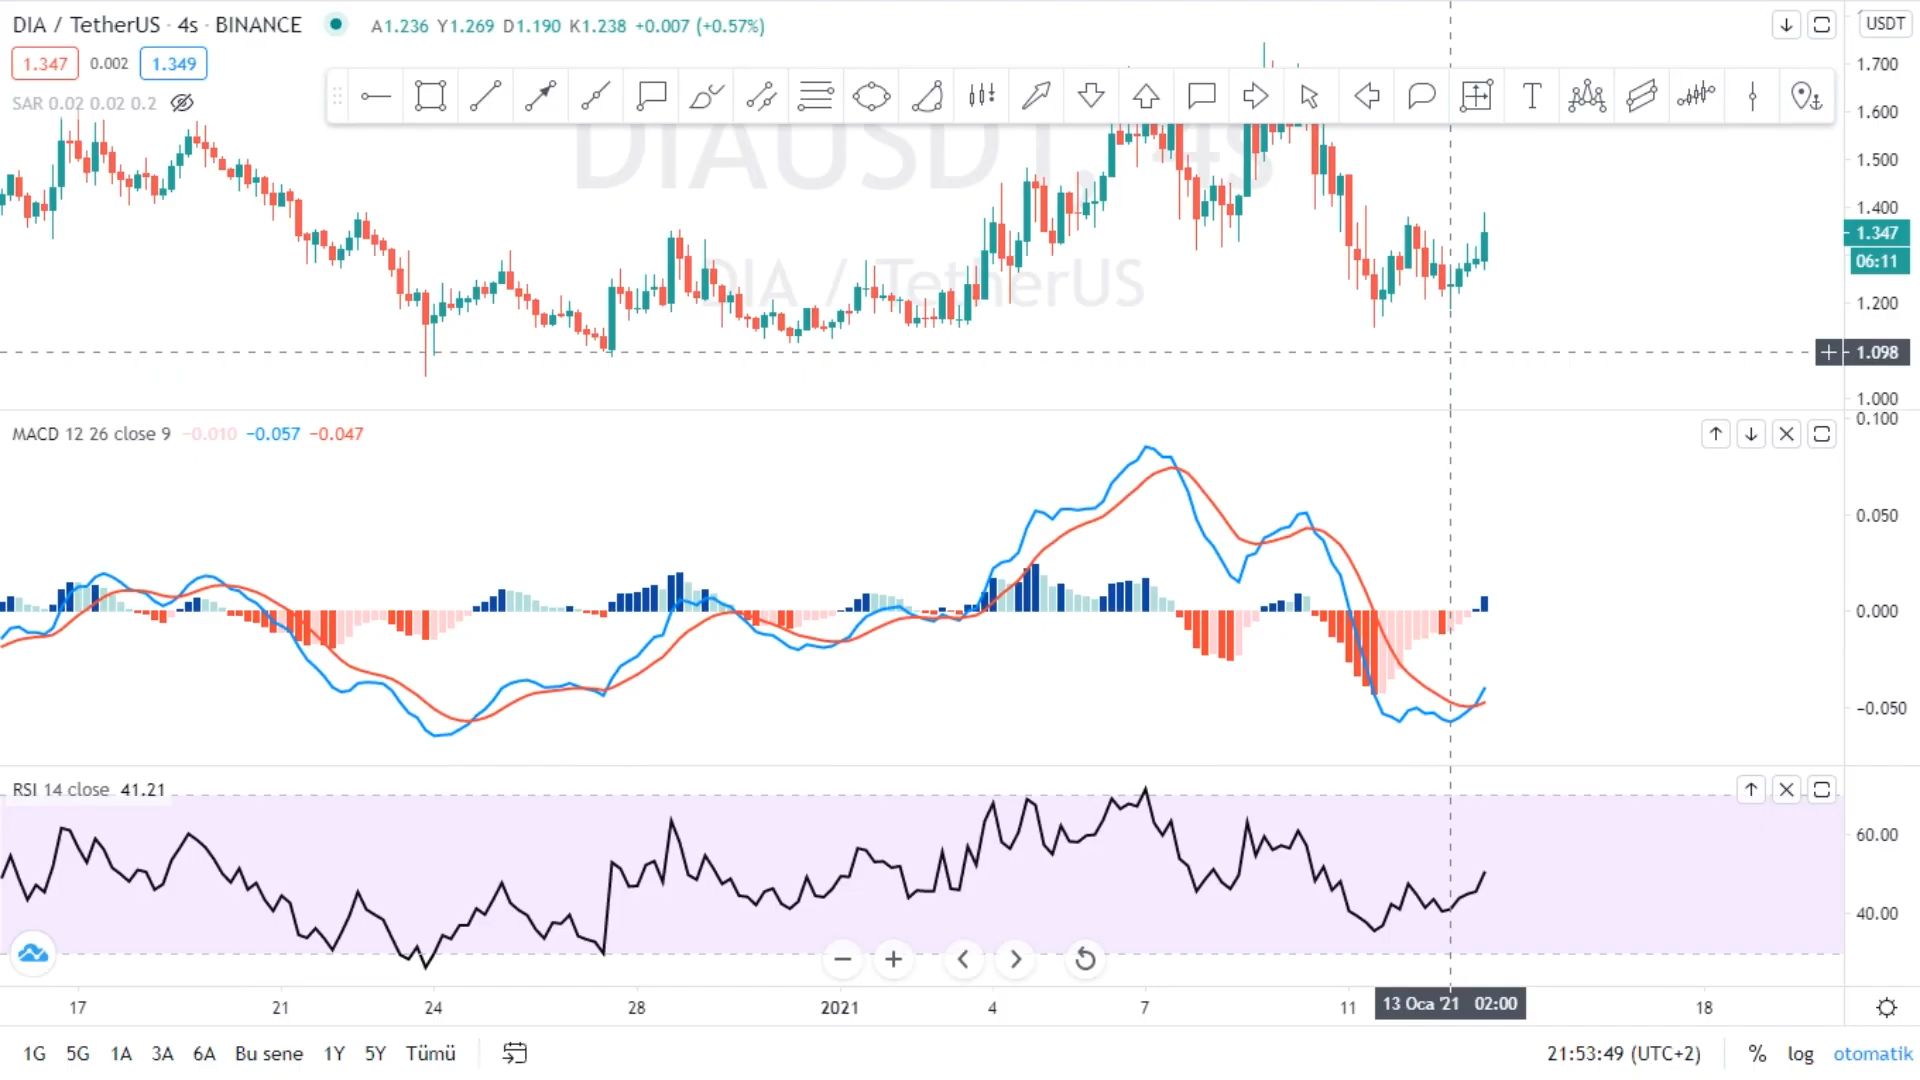 DIA / TetherUS · 4s · BINANCE A1.236 Y1.269 D1.190 K1.238 +0.007 (+0.57%)
USDT
1.347 0.002 1.349
SAR 0.02 0.02 0.2
T
DIAUSDT, 4s
DIA / TetherUS
1.700
1.600
1.500
1.400
1.347
06:11
1.200
1.098
1.000
MACD 12 26 close 9 −0.010 −0.057 −0.047
0.100
0.050
0.000
−0.050
RSI 14 close 41.21
60.00
40.00
17 21 24 28 2021 4 7 11 13 Oca '21 02:00 18
1G 5G 1A 3A 6A Bu sene 1Y 5Y Tümü 21:53:49 (UTC+2) % log otomatik